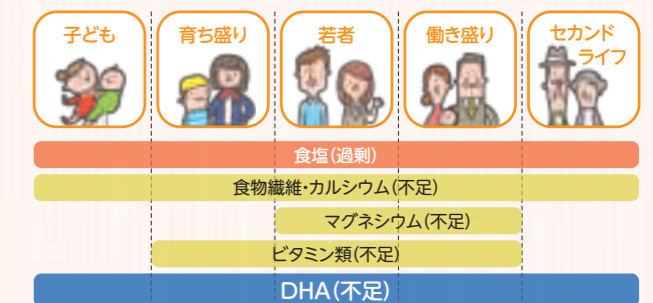 子ども
育ち盛り
若者
働き盛り
セカンド
ライフ
食塩(過剰)
食物繊維・カルシウム(不足)
マグネシウム(不足)
ビタミン類(不足)
DHA(不足)